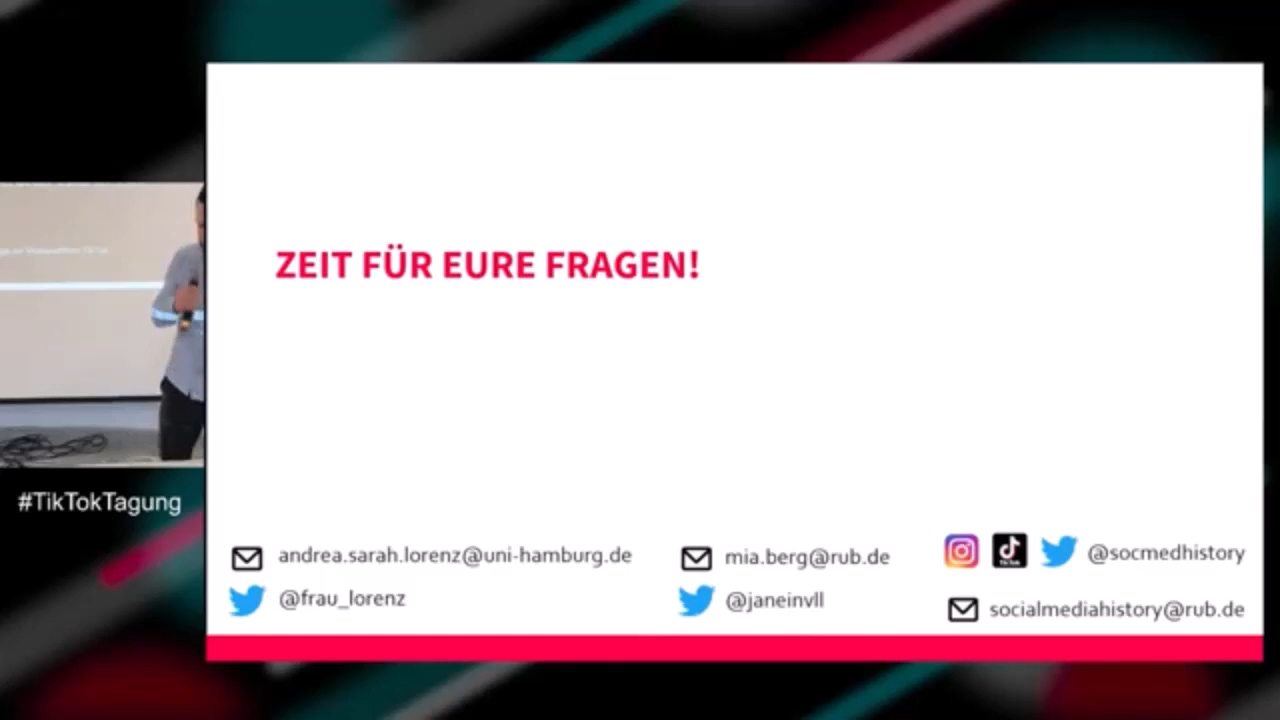 ZEIT FÜR EURE FRAGEN!
#TikTokTagung
andrea.sarah.lorenz@uni-hamburg.de
@frau_lorenz
mia.berg@rub.de
@janeinvll
TikTok
@socmedhistory
socialmediahistory@rub.de